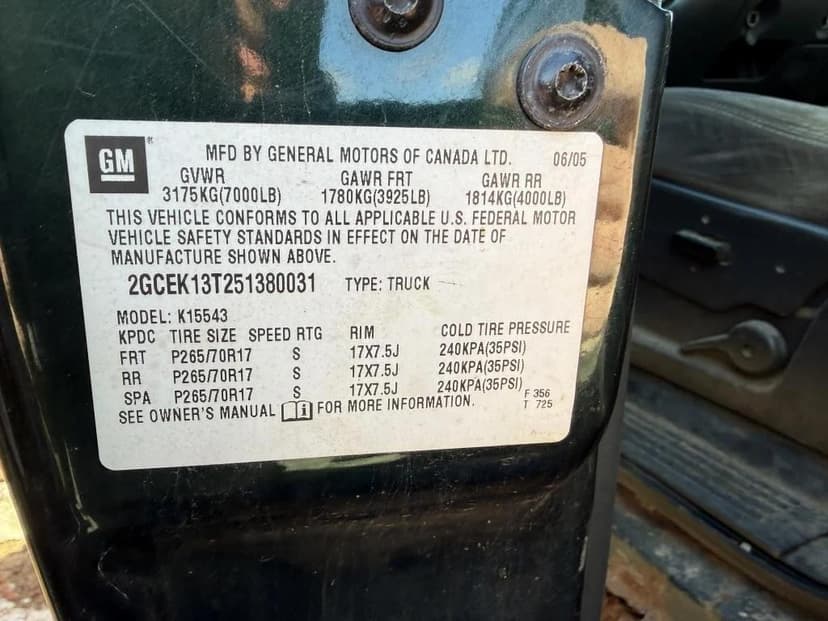 GM
MFD BY GENERAL MOTORS OF CANADA LTD. 06/05
GVWR GAWR FRT GAWR RR
3175KG(7000LB) 1780KG(3925LB) 1814KG(4000LB)
THIS VEHICLE CONFORMS TO ALL APPLICABLE U.S. FEDERAL MOTOR
VEHICLE SAFETY STANDARDS IN EFFECT ON THE DATE OF
MANUFACTURE SHOWN ABOVE.
2GCEK13T251380031 TYPE: TRUCK
MODEL: K15543
KPDC TIRE SIZE SPEED RTG RIM COLD TIRE PRESSURE
FRT P265/70R17 S 17X7.5J 240KPA(35PSI)
RR P265/70R17 S 17X7.5J 240KPA(35PSI)
SPA P265/70R17 S 17X7.5J 240KPA(35PSI)
SEE OWNER'S MANUAL i FOR MORE INFORMATION.
F 356
T 725